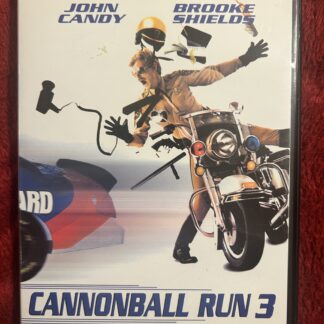 JOHN BROOKE
CANDY SHIELDS
ARD
CANNONBALL RUN 3